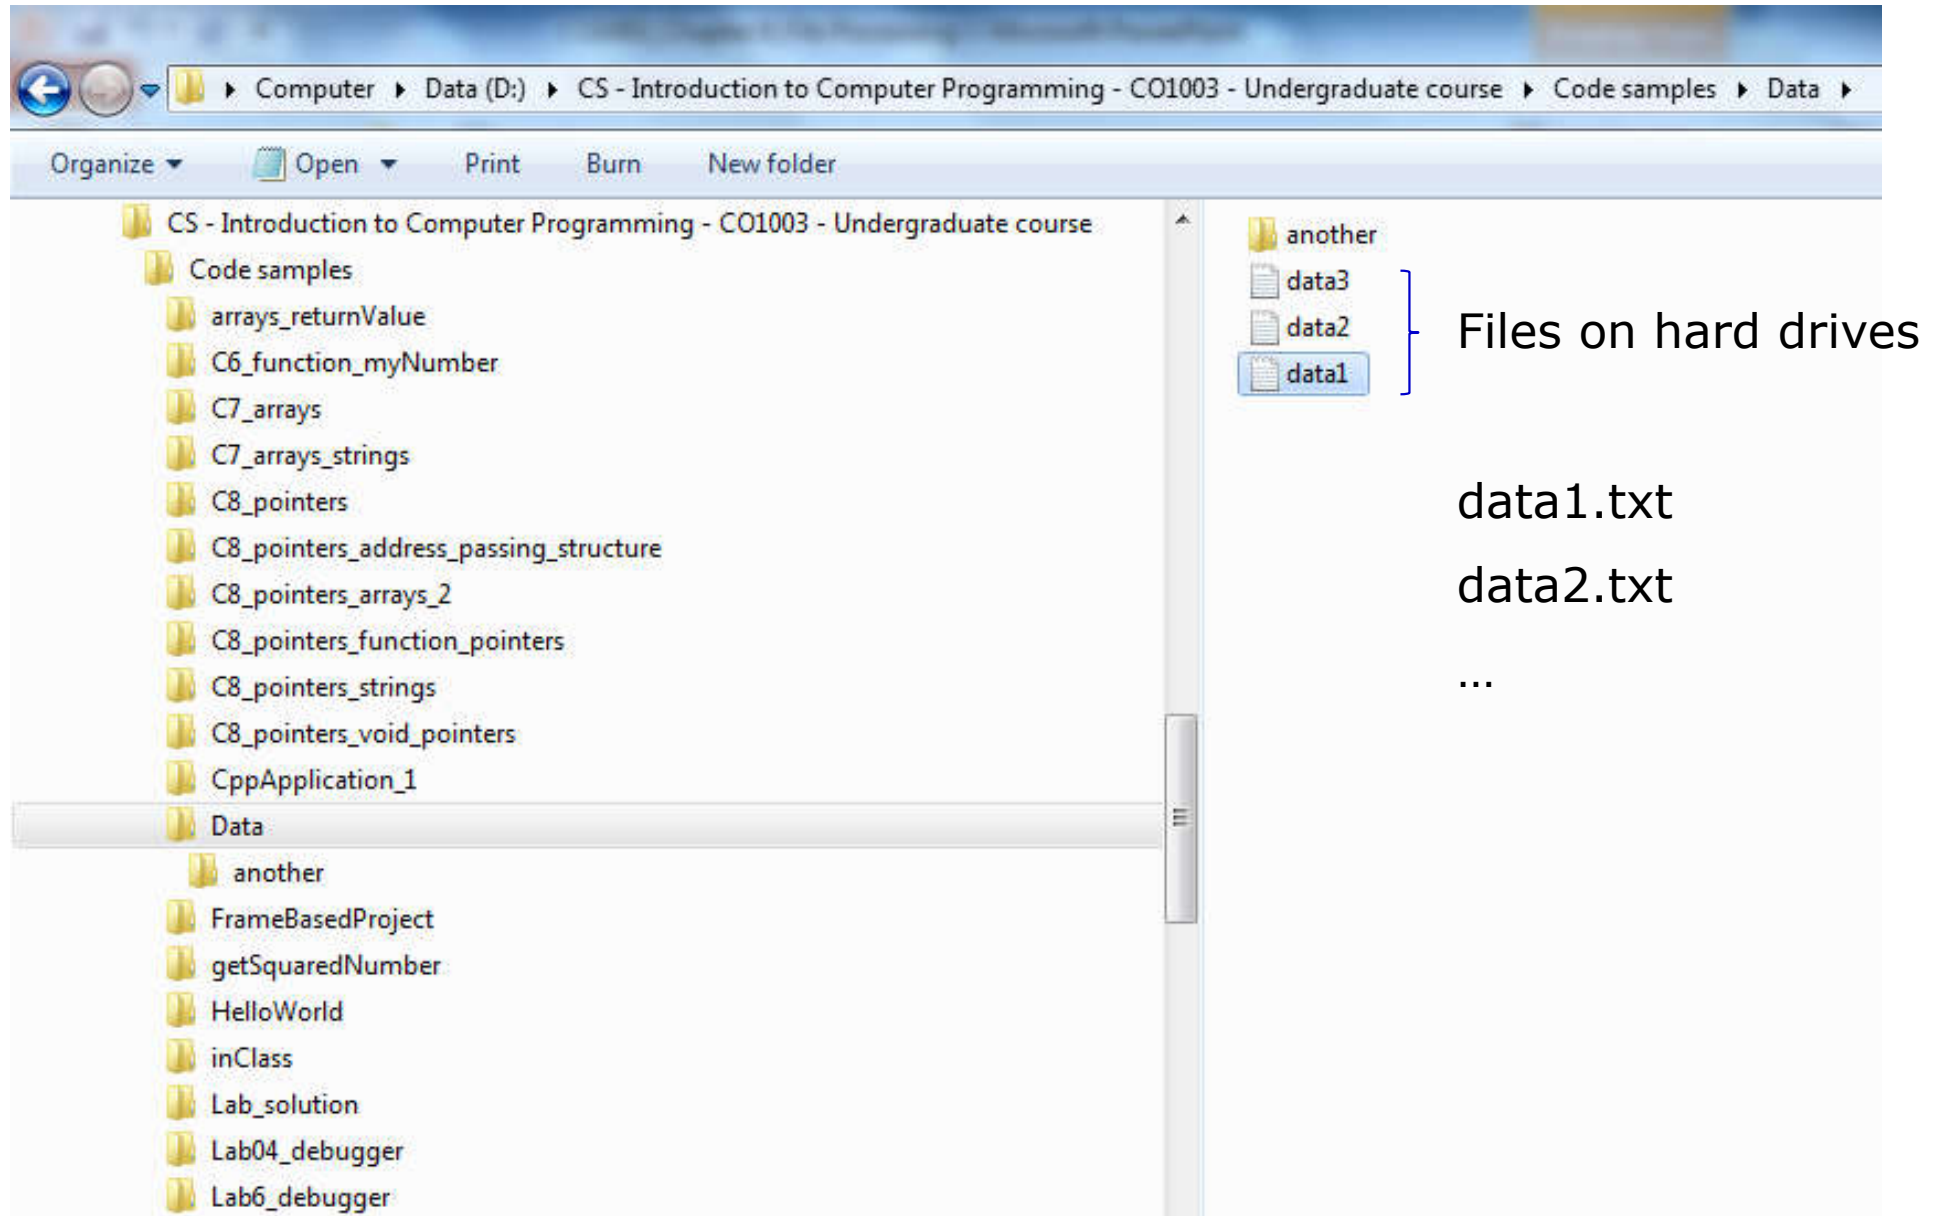 Computer Data (D:) CS - Introduction to Computer Programming - CO1003 - Undergraduate course Code samples Data
Organize Open Print Burn New folder
CS - Introduction to Computer Programming - CO1003 - Undergraduate course
Code samples
arrays_returnValue
C6_function_myNumber
C7_arrays
C7_arrays_strings
C8_pointers
C8_pointers_address_passing_structure
C8_pointers_arrays_2
C8_pointers_function_pointers
C8_pointers_strings
C8_pointers_void_pointers
CppApplication_1
Data
another
FrameBasedProject
getSquaredNumber
HelloWorld
inClass
Lab_solution
Lab04_debugger
Lab6_debugger
another
data3
data2
data1
Files on hard drives
data1.txt
data2.txt
...